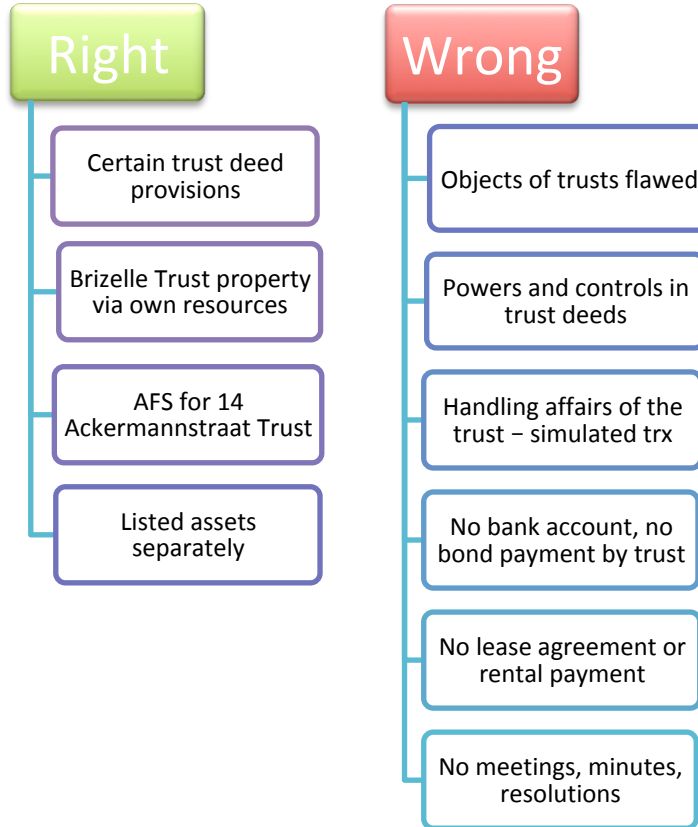 Right
Certain trust deed
provisions
Brizelle Trust property
via own resources
AFS for 14
Ackermannstraat Trust
Listed assets
separately
Wrong
Objects of trusts flawed
Powers and controls in
trust deeds
Handling affairs of the
trust – simulated trx
No bank account, no
bond payment by trust
No lease agreement or
rental payment
No meetings, minutes,
resolutions